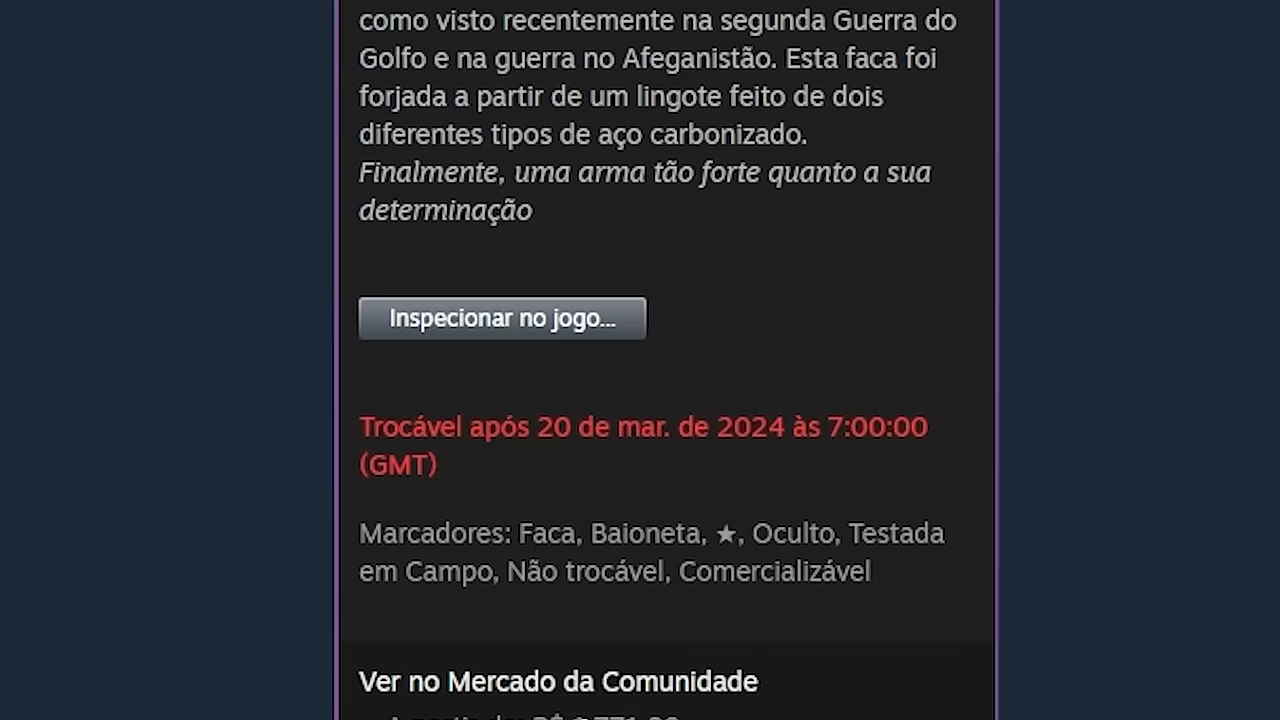 como visto recentemente na segunda Guerra do
Golfo e na guerra no Afeganistão. Esta faca foi
forjada a partir de um lingote feito de dois
diferentes tipos de aço carbonizado.
Finalmente, uma arma tão forte quanto a sua
determinação
Inspecionar no jogo...
Trocável após 20 de mar. de 2024 às 7:00:00
(GMT)
Marcadores: Faca, Baioneta, ★, Oculto, Testada
em Campo, Não trocável, Comercializável
Ver no Mercado da Comunidade